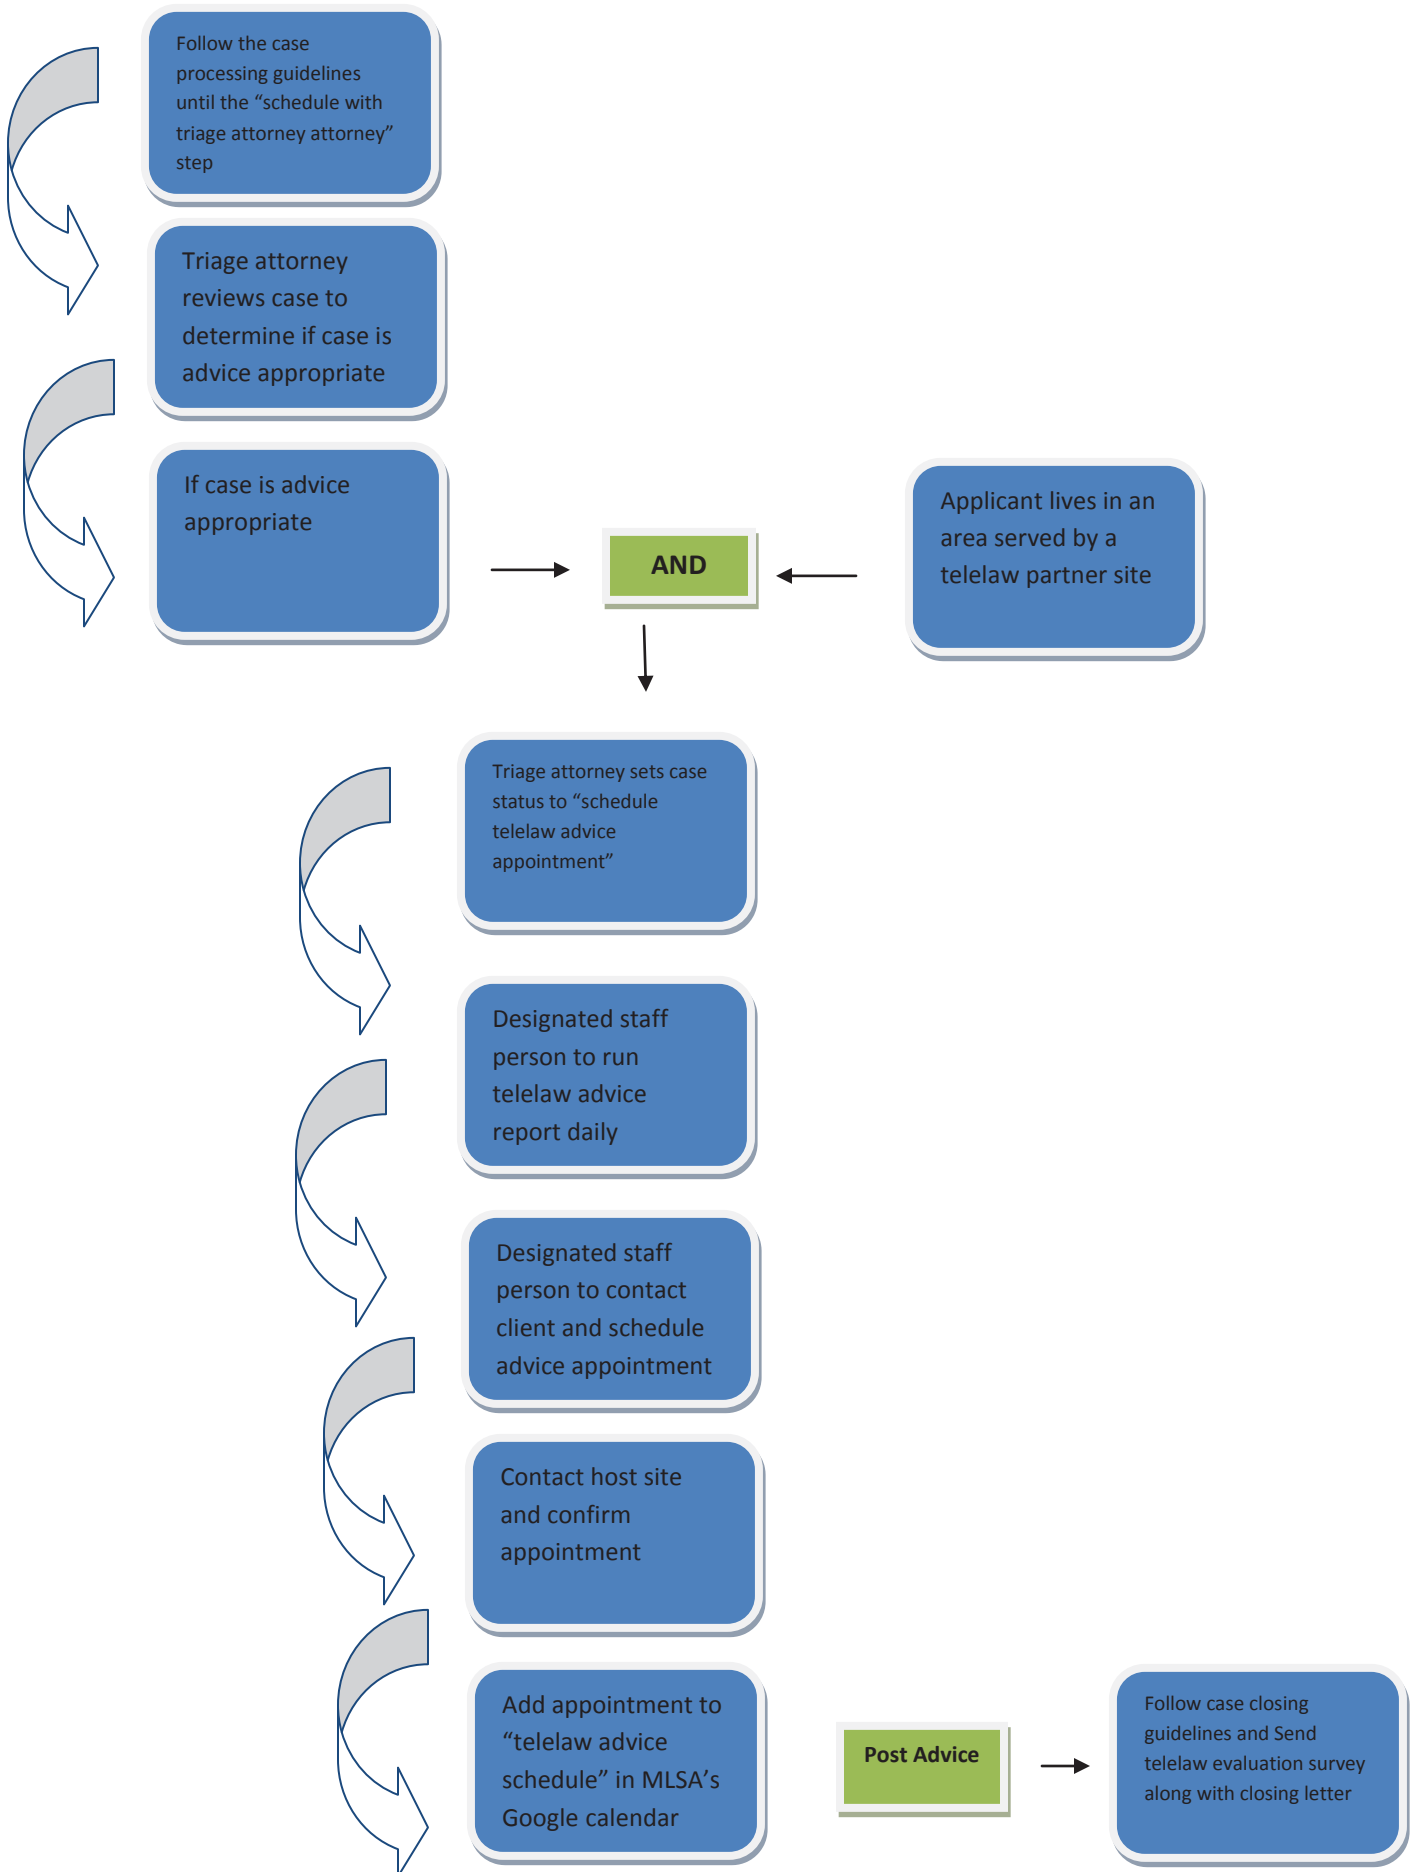 Follow the case
processing guidelines
until the “schedule with
triage attorney attorney”
step
Triage attorney
reviews case to
determine if case is
advice appropriate
If case is advice
appropriate
AND
Applicant lives in an
area served by a
telelaw partner site
Triage attorney sets case
status to “schedule
telelaw advice
appointment”
Designated staff
person to run
telelaw advice
report daily
Designated staff
person to contact
client and schedule
advice appointment
Contact host site
and confirm
appointment
Add appointment to
“telelaw advice
schedule” in MLSA’s
Google calendar
Post Advice
Follow case closing
guidelines and Send
telelaw evaluation survey
along with closing letter